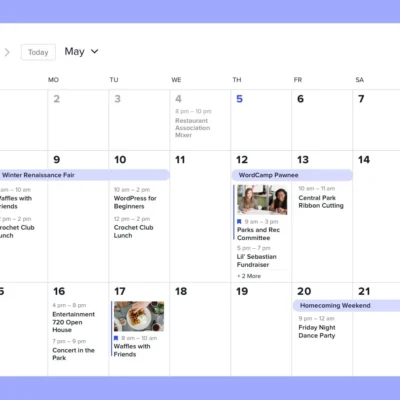 Today May
MO TU WE TH FR SA
2 3 4 5 6 7
8 pm – 10 pm
Restaurant
Association
Mixer
9 10 11 12 13 14
Winter Renaissance Fair
WordCamp Pawnee
am – 10 am
Waffles with
Friends
pm – 2 pm
Crochet Club
Lunch
10 am – 2 pm
WordPress for
Beginners
12 pm – 2 pm
Crochet Club
Lunch
9 am – 3 pm
Parks and Rec
Committee
5 pm – 7 pm
Lil' Sebastian
Fundraiser
+ 2 More
10 am – 11 am
Central Park
Ribbon Cutting
5 16 17 18 19 20 21
4 pm – 8 pm
Entertainment
720 Open
House
7 pm – 9 pm
Concert in the
Park
8 am – 10 am
Waffles with
Friends
Homecoming Weekend
9 pm – 12 am
Friday Night
Dance Party